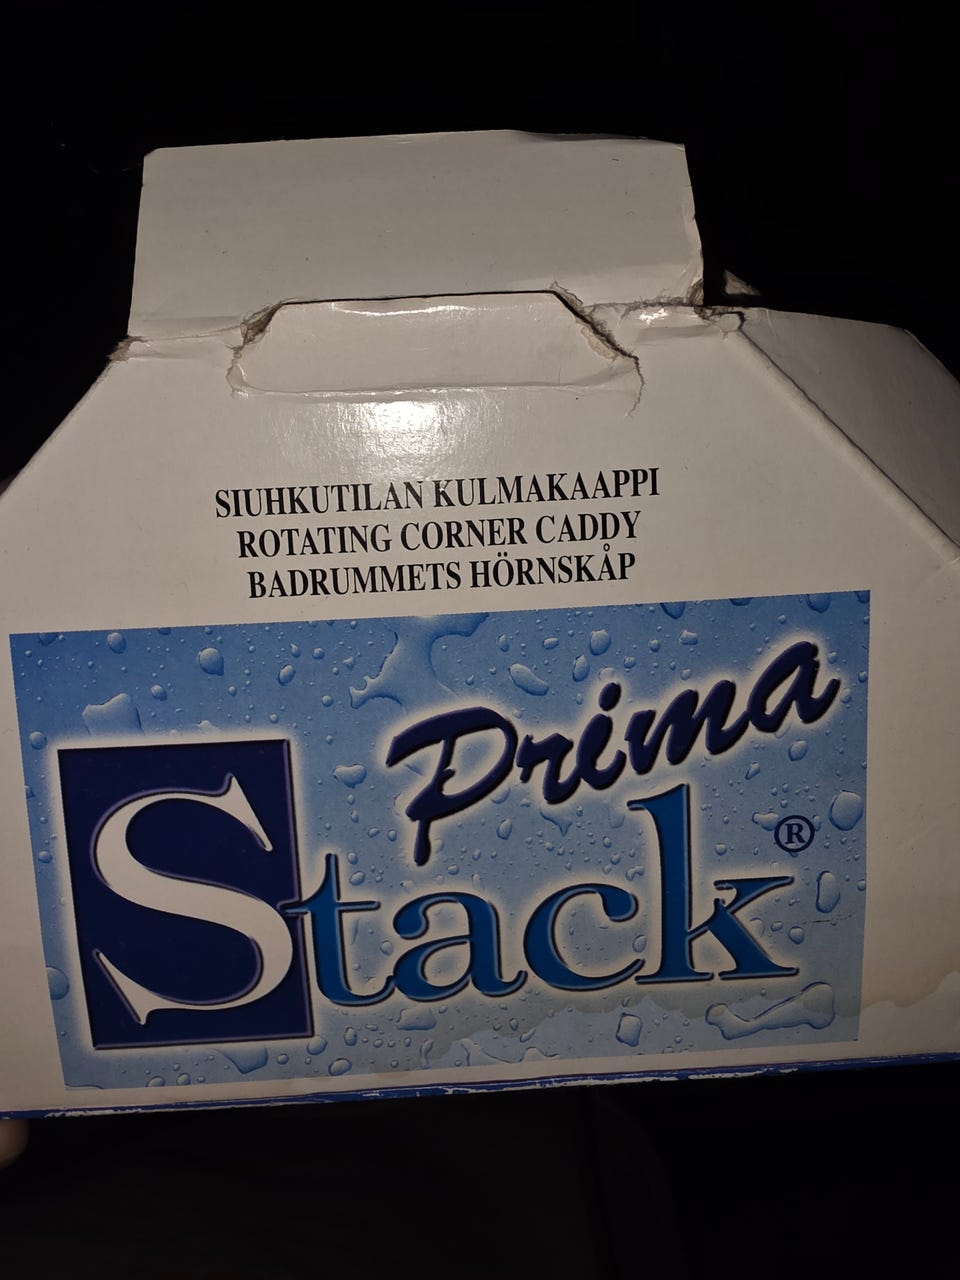 SIUHKUTILAN KULMAKAAPPI
ROTATING CORNER CADDY
BADRUMMETS HÖRNSKÅP
Prima
Stack®